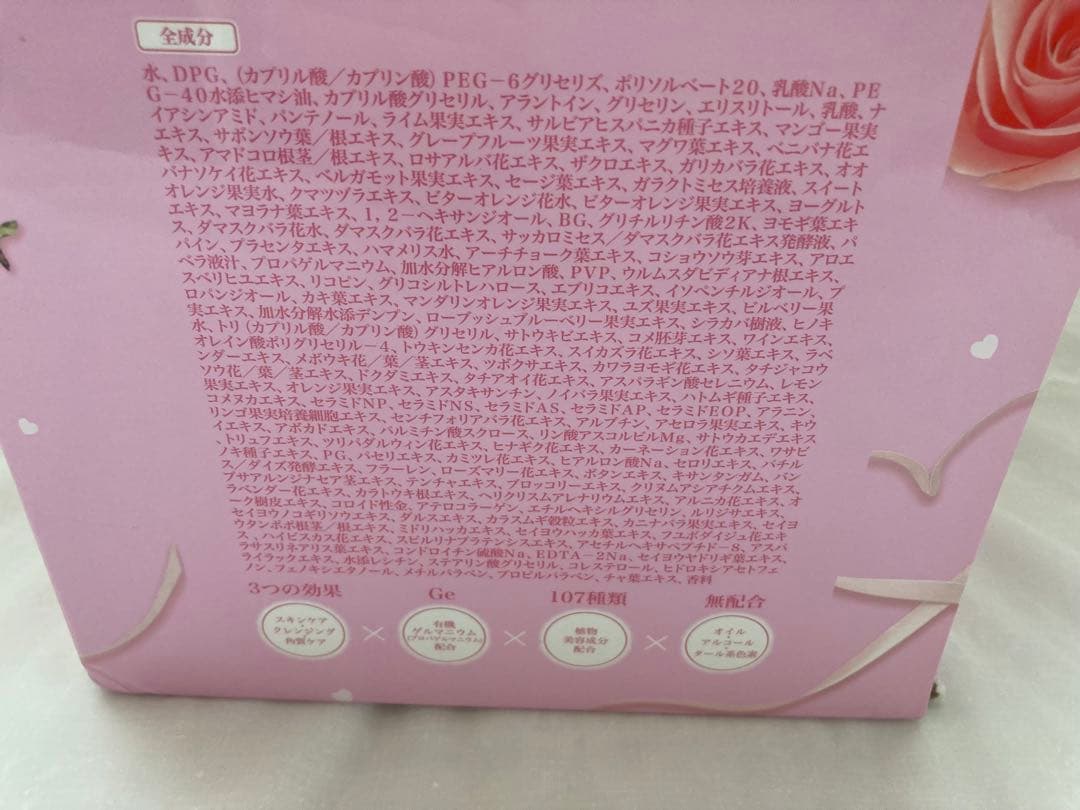 全成分
水、DPG、(カプリル酸/カプリン酸)PEG-6グリセリズ、ポリソルベート20、乳酸Na、PE
G-40水添ヒマシ油、カプリル酸グリセリル、アラントイン、グリセリン、エリスリトール、乳酸、ナ
イアシンアミド、パンテノール、ライム果実エキス、サルビアヒスパニカ種子エキス、マンゴー果実
エキス、サボンソウ葉/根エキス、グレープフルーツ果実エキス、マグワ葉エキス、ベニバナ花エ
キス、アマドコロ根茎/根エキス、ロサアルバ花エキス、ザクロエキス、ガリカバラ花エキス、オオ
バナソケイ花エキス、ベルガモット果実エキス、セージ葉エキス、ガラクトミセス培養液、スイート
オレンジ果実水、クマツヅラエキス、ビターオレンジ花水、ビターオレンジ果実エキス、ヨーグルト
エキス、マヨラナ葉エキス、1,2-ヘキサンジオール、BG、グリチルリチン酸2K、ヨモギ葉エキ
ス、ダマスクバラ花水、ダマスクバラ花エキス、サッカロミセス/ダマスクバラ花エキス発酵液、パ
パイン、プラセンタエキス、ハマメリス水、アーチチョーク葉エキス、コショウソウ芽エキス、アロエ
ベラ液汁、プロパゲルマニウム、加水分解ヒアルロン酸、PVP、ウルムスダビディアナ根エキス、
スベリヒユエキス、リコピン、グリコシルトレハロース、エブリコエキス、イソペンチルジオール、プ
ロパンジオール、カキ葉エキス、マンダリンオレンジ果実エキス、ユズ果実エキス、ビルベリー果
実エキス、加水分解水添デンプン、ローブッシュブルーベリー果実エキス、シラカバ樹液、ヒノキ
水、トリ(カプリル酸/カプリン酸)グリセリル、サトウキビエキス、コメ胚芽エキス、ワインエキス、
オレイン酸ポリグリセリル-4、トウキンセンカ花エキス、スイカズラ花エキス、シソ葉エキス、ラベ
ンダーエキス、メボウキ花/葉/茎エキス、ツボクサエキス、カワラヨモギ花エキス、タチジャコウ
ソウ花/葉/茎エキス、ドクダミエキス、タチアオイ花エキス、アスパラギン酸セレニウム、レモン
果実エキス、オレンジ果実エキス、アスタキサンチン、ノイバラ果実エキス、ハトムギ種子エキス、
コメヌカエキス、セラミドNP、セラミドNS、セラミドAS、セラミドAP、セラミドEOP、アラニン、
リンゴ果実培養細胞エキス、センチフォリアバラ花エキス、アルブチン、アセロラ果実エキス、キウ
イエキス、アボカドエキス、パルミチン酸スクロース、リン酸アスコルビルMg、サトウカエデエキス
、トリュフエキス、ツリバダルウィン花エキス、ヒナギク花エキス、カーネーション花エキス、ワサビ
ノキ種子エキス、PG、パセリエキス、カミツレ花エキス、ヒアルロン酸Na、セロリエキス、バチル
ス/ダイズ発酵エキス、フラーレン、ローズマリー花エキス、ボタンエキス、キサンタンガム、バン
ブサアルンジナセア茎エキス、テンチャエキス、ブロッコリーエキス、クリスムムアシアチクムエキス、
ラベンダー花エキス、カラトウキ根エキス、ヘリクリスムアレナリウムエキス、アルニカ花エキス、オ
ーク樹皮エキス、コロイド性金、アテロコラーゲン、エチルヘキシルグリセリン、ルリジサエキス、
セイヨウノコギリソウエキス、ダルスエキス、カラスムギ穀粒エキス、カニナバラ果実エキス、セイヨ
ウタンポポ根茎/根エキス、ミドリハッカエキス、セイヨウハッカ葉エキス、フユボダイジュ花エキ
ス、ハイビスカス花エキス、スピルリナプラテンシスエキス、アセチルヘキサペプチド-8、アスパ
ラサスリネアリス葉エキス、コンドロイチン硫酸Na、EDTA-2Na、セイヨウヤドリギ葉エキス、
ウイドラックエキス、水添レシチン、ステアリン酸グリセリル、コレステロール、ヒドロキシアセトフェ
ノン、フェノキシエタノール、メチルパラベン、プロピルパラベン、チャ葉エキス、香料
3つの効果 Ge 107種類 無配合
スキンケア・クレンジング・角質ケア × 有機ゲルマニウム(プロパゲルマニウム)配合 × 植物美容成分配合 × オイル・アルコール・タール系色素